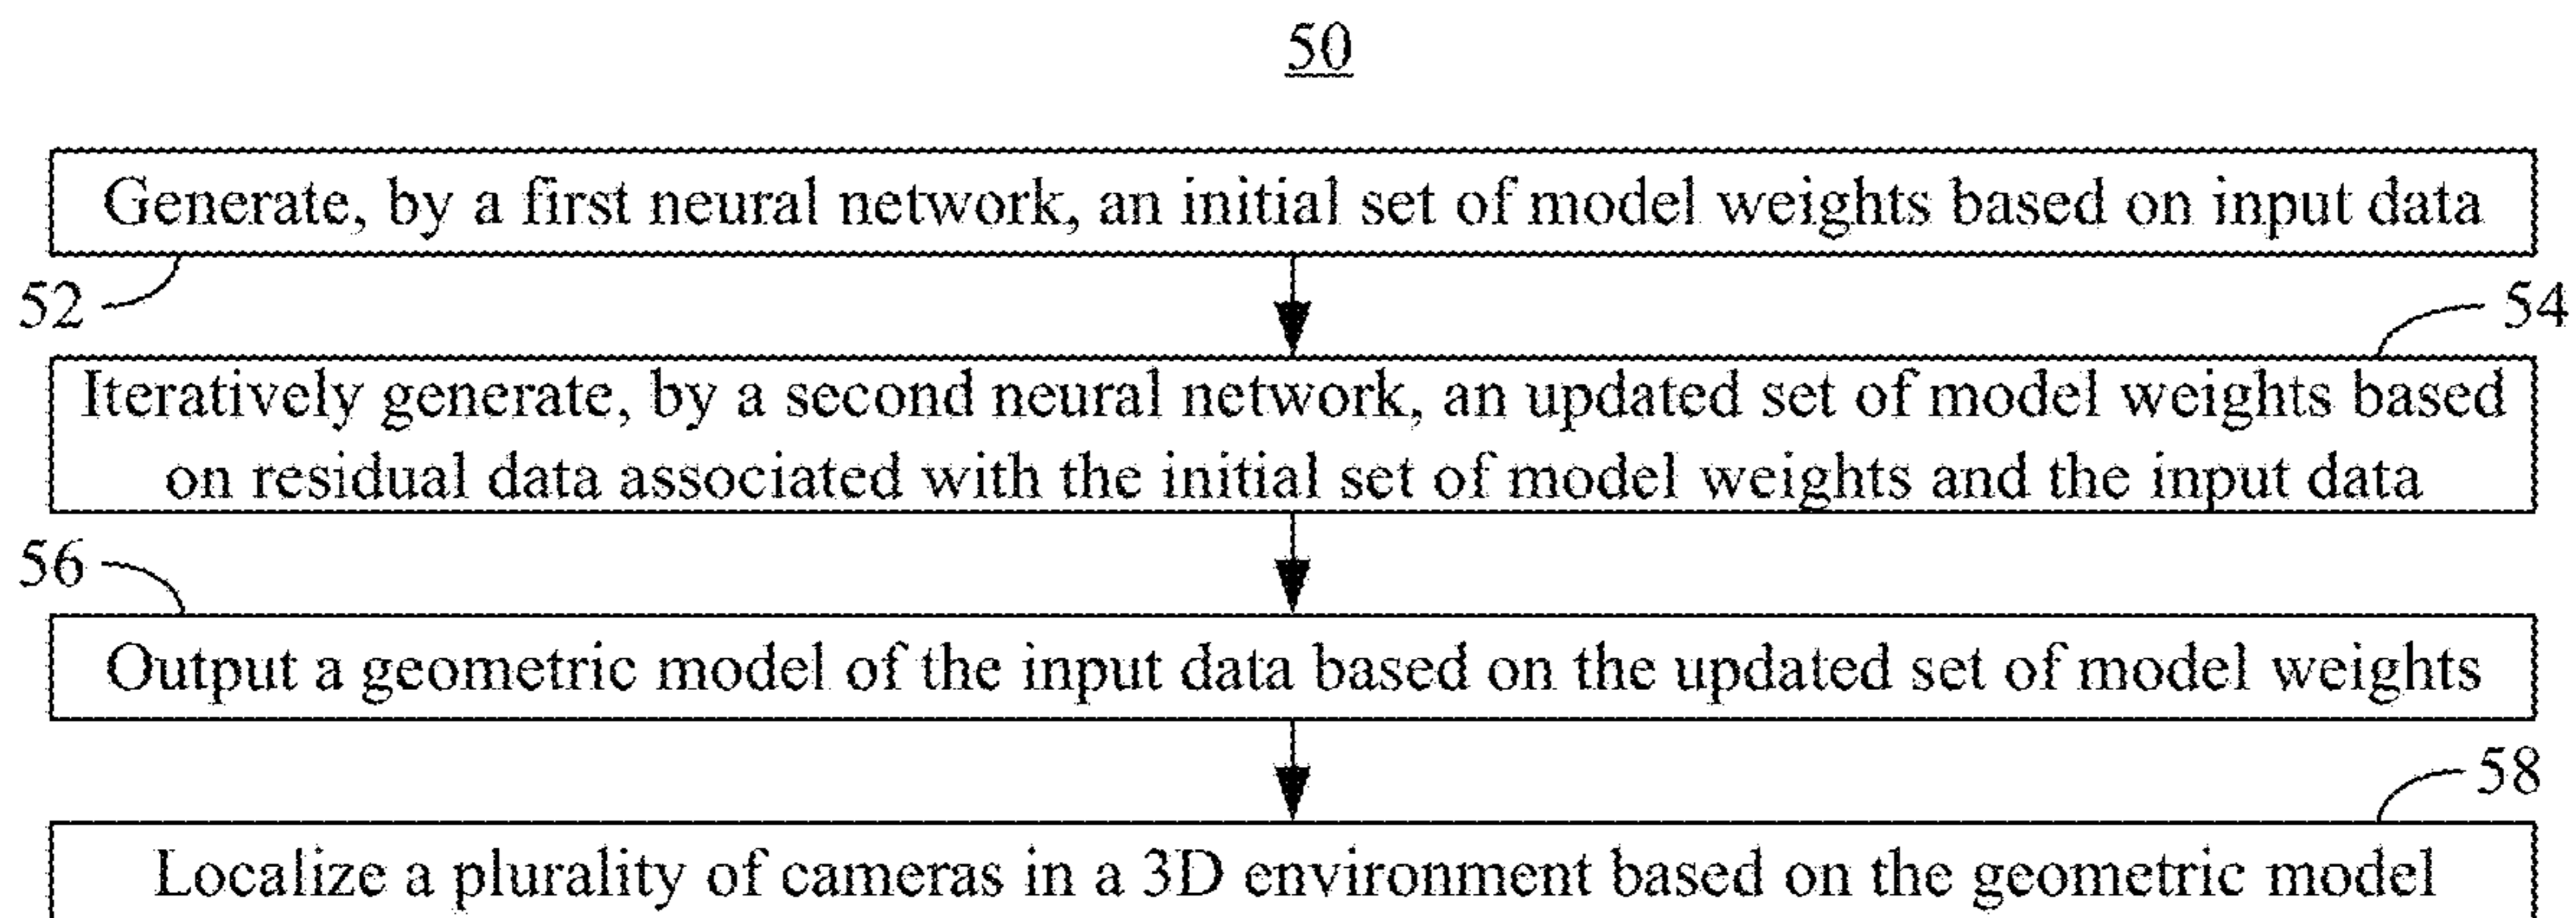 50
Generate, by a first neural network, an initial set of model weights based on input data
52
54
Iteratively generate, by a second neural network, an updated set of model weights based
on residual data associated with the initial set of model weights and the input data
56
Output a geometric model of the input data based on the updated set of model weights
58
Localize a plurality of cameras in a 3D environment based on the geometric model